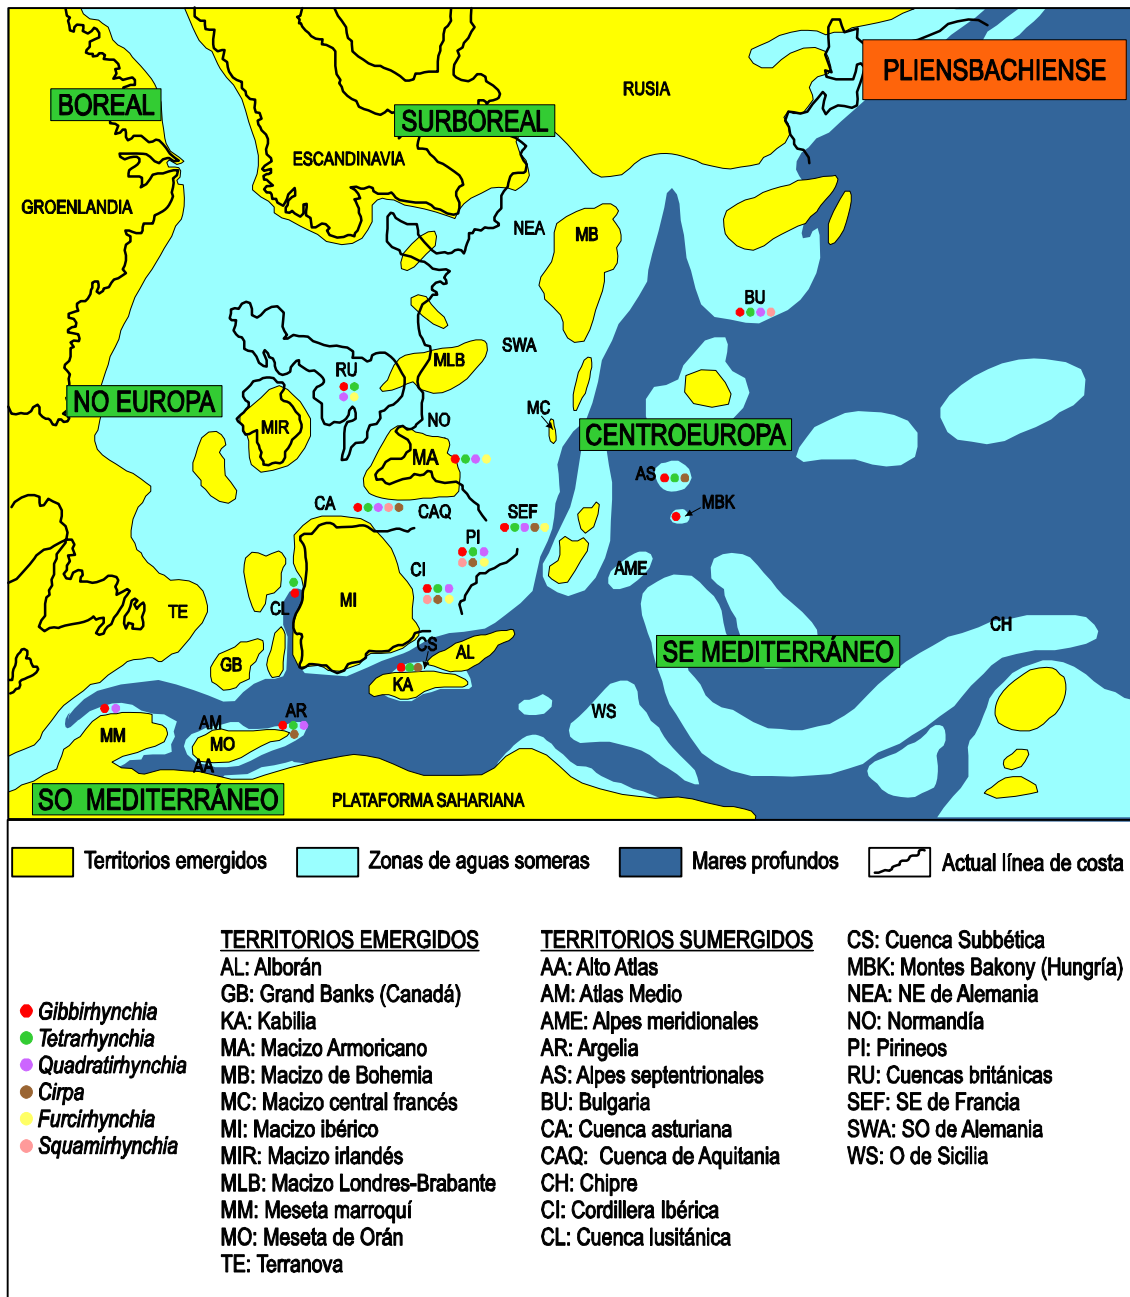 PLIENSBACHIENSE
RUSIA
BOREAL
SURBOREAL
ESCANDINAVIA
GROENLANDIA
NEA
MB
BU
SWA
MLB
RU
NO EUROPA
MC
NO
MIR
CENTROEUROPA
MA
AS
MBK
CA
CAQ
SEF
PI
CI
AME
MI
TE
CL
CH
CS
AL
SE MEDITERRÁNEO
GB
KA
WS
AR
AM
MM
MO
AA
SO MEDITERRÁNEO
PLATAFORMA SAHARIANA
Territorios emergidos
Zonas de aguas someras
Mares profundos
Actual línea de costa
Gibbirhynchia
Tetrarhynchia
Quadratirhynchia
Cirpa
Furcirhynchia
Squamirhynchia
TERRITORIOS EMERGIDOS
AL: Alborán
GB: Grand Banks (Canadá)
KA: Kabilia
MA: Macizo Armoricano
MB: Macizo de Bohemia
MC: Macizo central francés
MI: Macizo ibérico
MIR: Macizo irlandés
MLB: Macizo Londres-Brabante
MM: Meseta marroquí
MO: Meseta de Orán
TE: Terranova
TERRITORIOS SUMERGIDOS
AA: Alto Atlas
AM: Atlas Medio
AME: Alpes meridionales
AR: Argelia
AS: Alpes septentrionales
BU: Bulgaria
CA: Cuenca asturiana
CAQ: Cuenca de Aquitania
CH: Chipre
CI: Cordillera Ibérica
CL: Cuenca lusitánica
CS: Cuenca Subbética
MBK: Montes Bakony (Hungría)
NEA: NE de Alemania
NO: Normandía
PI: Pirineos
RU: Cuencas británicas
SEF: SE de Francia
SWA: SO de Alemania
WS: O de Sicilia